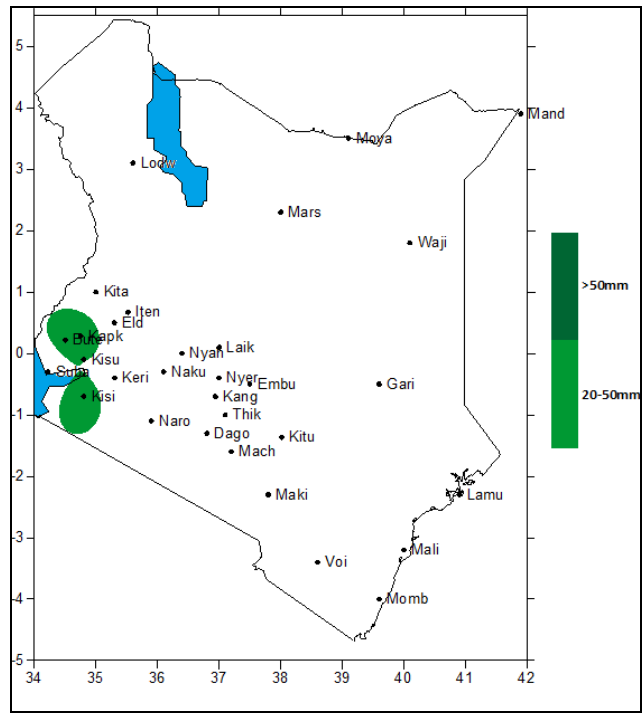 5
4
3
2
1
0
-1
-2
-3
-4
-5
34
35
36
37
38
39
40
41
42
Mand
Moya
Lodw
Mars
Waji
Kita
Iten
Eld
Kapk
Bute
Laik
Nyah
Kisu
Suba
Keri
Naku
Nyer
Embu
Gari
Kisi
Kang
Thik
Naro
Dago
Kitu
Mach
Maki
Lamu
Mali
Voi
Momb
>50mm
20-50mm